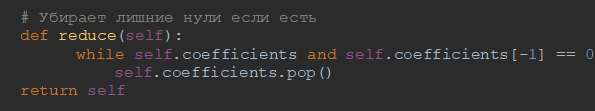 # Убирает лишние нули если есть
def reduce(self):
while self.coefficients and self.coefficients[-1] == 0
self.coefficients.pop()
return self